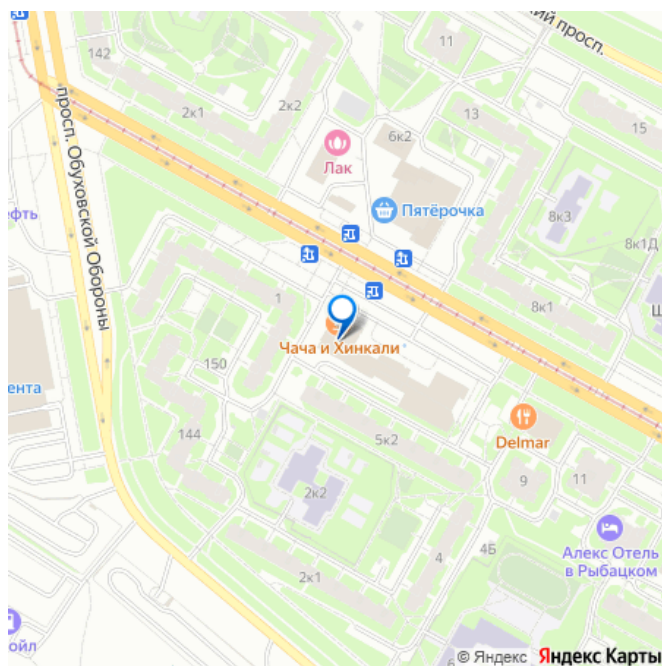 142
11
ий просп.
2к1
2к2
13
15
6к2
Лак
Пятёрочка
просп. Обуховской Обороны
ефть
8к3
8к1Д
1
8к1
Чача и Хинкали
150
ента
144
5к2
Delmar
9
11
2к2
4
4Б
Алекс Отель
в Рыбацком
2к1
ойл
© Яндекс Яндекс Карты